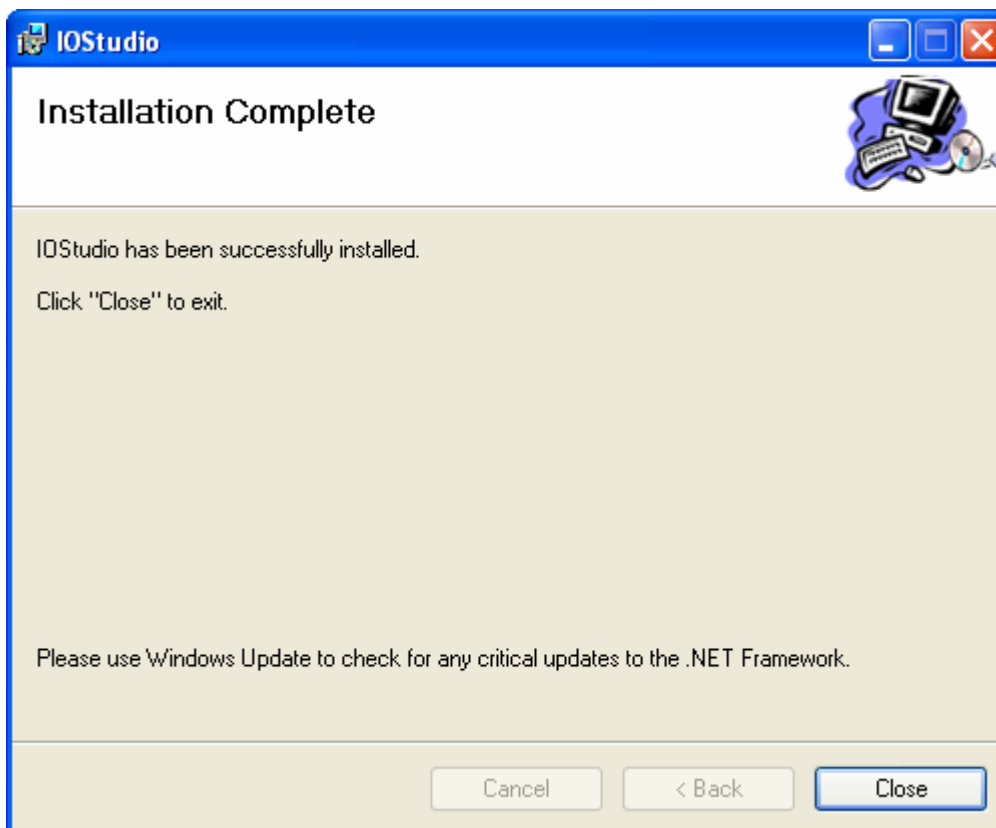 IOStudio
Installation Complete
IOStudio has been successfully installed.
Click "Close" to exit.
Please use Windows Update to check for any critical updates to the .NET Framework.
Cancel
< Back
Close